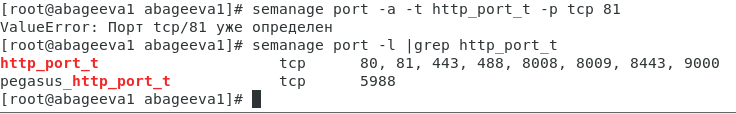 [root@abageeva1 abageeva1]# semanage port -a -t http_port_t -p tcp 81
ValueError: Порт tcp/81 уже определен
[root@abageeva1 abageeva1]# semanage port -l |grep http_port_t
http_port_t                    tcp      80, 81, 443, 488, 8008, 8009, 8443, 9000
pegasus_http_port_t            tcp      5988
[root@abageeva1 abageeva1]#